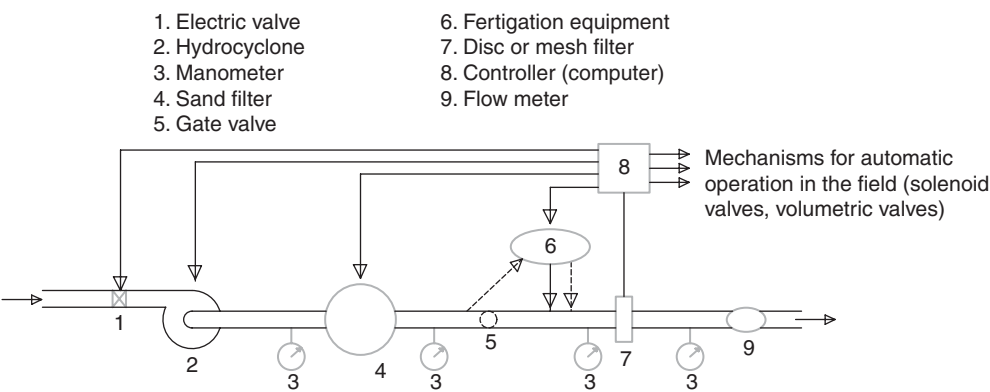 1. Electric valve
2. Hydrocyclone
3. Manometer
4. Sand filter
5. Gate valve
6. Fertigation equipment
7. Disc or mesh filter
8. Controller (computer)
9. Flow meter
8
Mechanisms for automatic
operation in the field (solenoid
valves, volumetric valves)
6
1
2
3
4
3
5
3
7
3
9